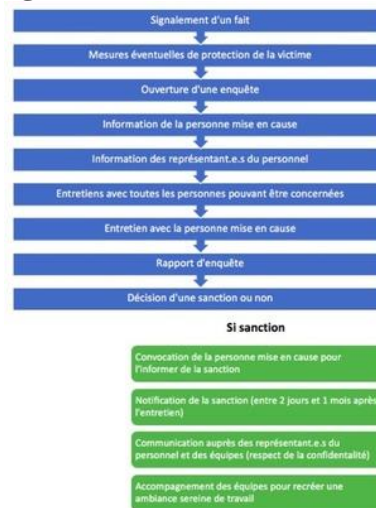 Signalement d'un fait
Mesures éventuelles de protection de la victime
Ouverture d'une enquête
Information de la personne mise en cause
Information des représentant.e.s du personnel
Entretiens avec toutes les personnes pouvant être concernées
Entretien avec la personne mise en cause
Rapport d'enquête
Décision d'une sanction ou non
Si sanction
Convocation de la personne mise en cause pour
l'informer de la sanction
Notification de la sanction (entre 2 jours et 1 mois après
l'entretien)
Communication auprès des représentant.e.s du
personnel et des équipes (respect de la confidentalité)
Accompagnement des équipes pour recréer une
ambiance sereine de travail